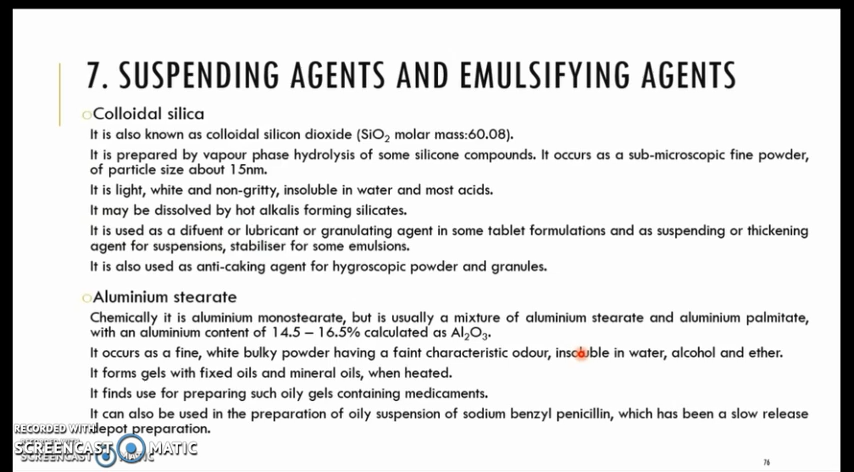 7. SUSPENDING AGENTS AND EMULSIFYING AGENTS
Colloidal silica
It is also known as colloidal silicon dioxide (SiO₂ molar mass:60.08).
It is prepared by vapour phase hydrolysis of some silicone compounds. It occurs as a sub-microscopic fine powder,
of particle size about 15nm.
It is light, white and non-gritty, insoluble in water and most acids.
It may be dissolved by hot alkalis forming silicates.
It is used as a difuent or lubricant or granulating agent in some tablet formulations and as suspending or thickening
agent for suspensions, stabiliser for some emulsions.
It is also used as anti-caking agent for hygroscopic powder and granules.
Aluminium stearate
Chemically it is aluminium monostearate, but is usually a mixture of aluminium stearate and aluminium palmitate,
with an aluminium content of 14.5 – 16.5% calculated as Al₂O₃.
It occurs as a fine, white bulky powder having a faint characteristic odour, insoluble in water, alcohol and ether.
It forms gels with fixed oils and mineral oils, when heated.
It finds use for preparing such oily gels containing medicaments.
It can also be used in the preparation of oily suspension of sodium benzyl penicillin, which has been a slow release
depot preparation.
RECORDED WITH
SCREENCAST MATIC
76